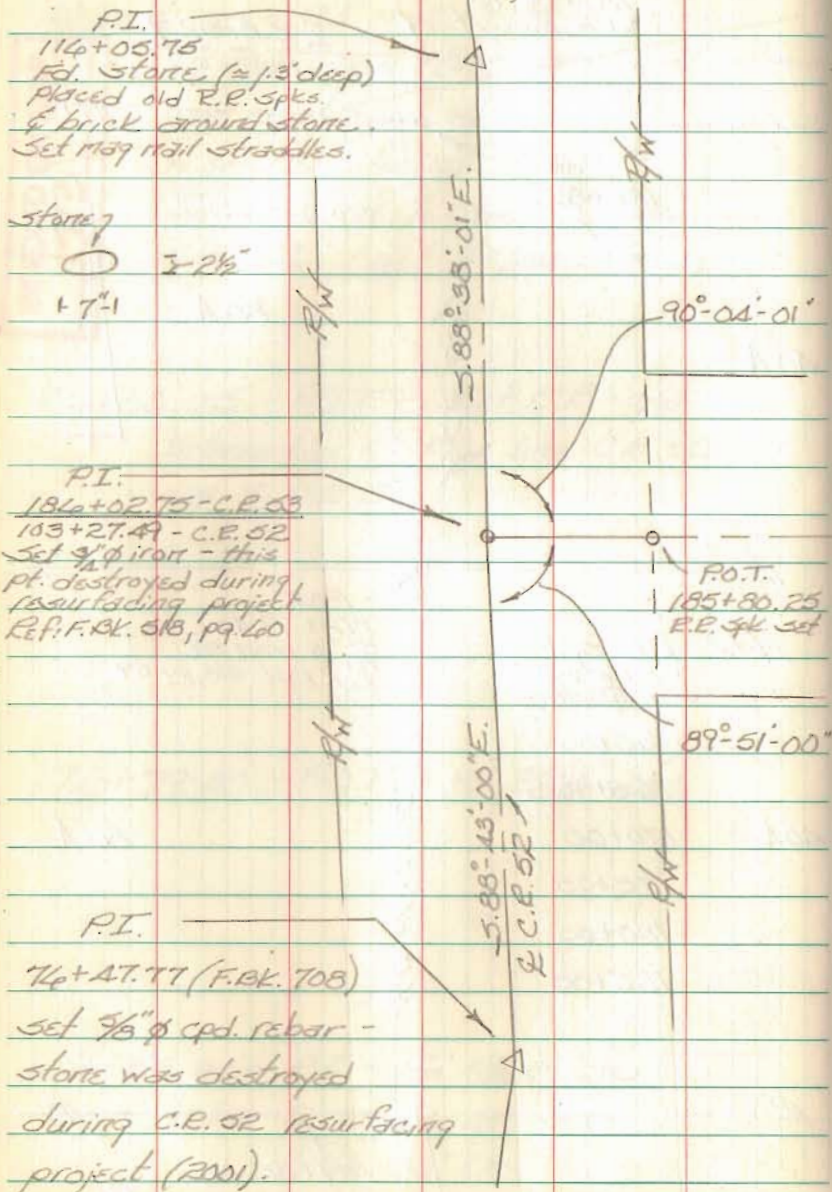 P.I.
116+05.75
Fd. stone (≈1.3' deep)
placed old R.R. spks.
& brick around stone.
Set mag nail straddles.
stone
2½"
7"
R/W
R/W
S.88°-38'-01"E.
90°-04'-01"
P.I.
186+02.75 - C.R. 53
103+27.49 - C.R. 52
Set ¾"ø iron - this
pt. destroyed during
resurfacing project
Ref: F.BK. 518, pg. 60
P.O.T.
185+80.25
R.R. Spk. set
89°-51'-00"
R/W
S.88°-43'-00"E.
℄ C.R. 52
R/W
P.I.
76+47.77 (F.BK. 708)
set ⅝"ø cpd. rebar -
stone was destroyed
during C.R. 52 resurfacing
project (2001).